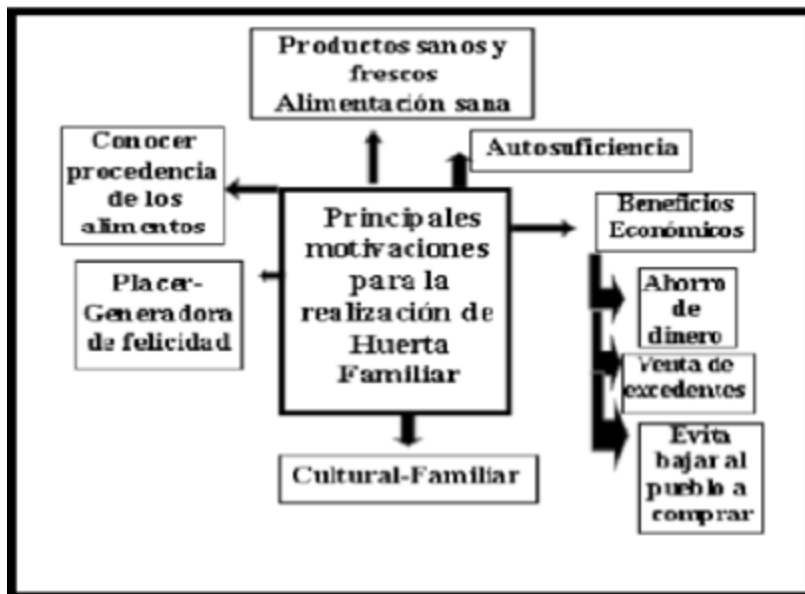 Productos sanos y
frescos
Alimentación sana
Autosuficiencia
Conocer
procedencia
de los
alimentos
Principales
motivaciones
para la
realización de
Huerta
Familiar
Beneficios
Económicos
Placer-
Generadora
de felicidad
Ahorro
de
dinero
Venta de
excedentes
Evita
bajar al
pueblo a
comprar
Cultural-Familiar